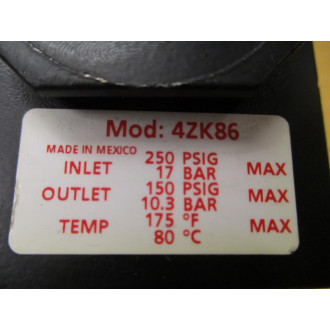 Mod: 4ZK86
MADE IN MEXICO 250 PSIG
INLET 17 BAR MAX
OUTLET 150 PSIG MAX
10.3 BAR
TEMP 175 °F MAX
80 °C